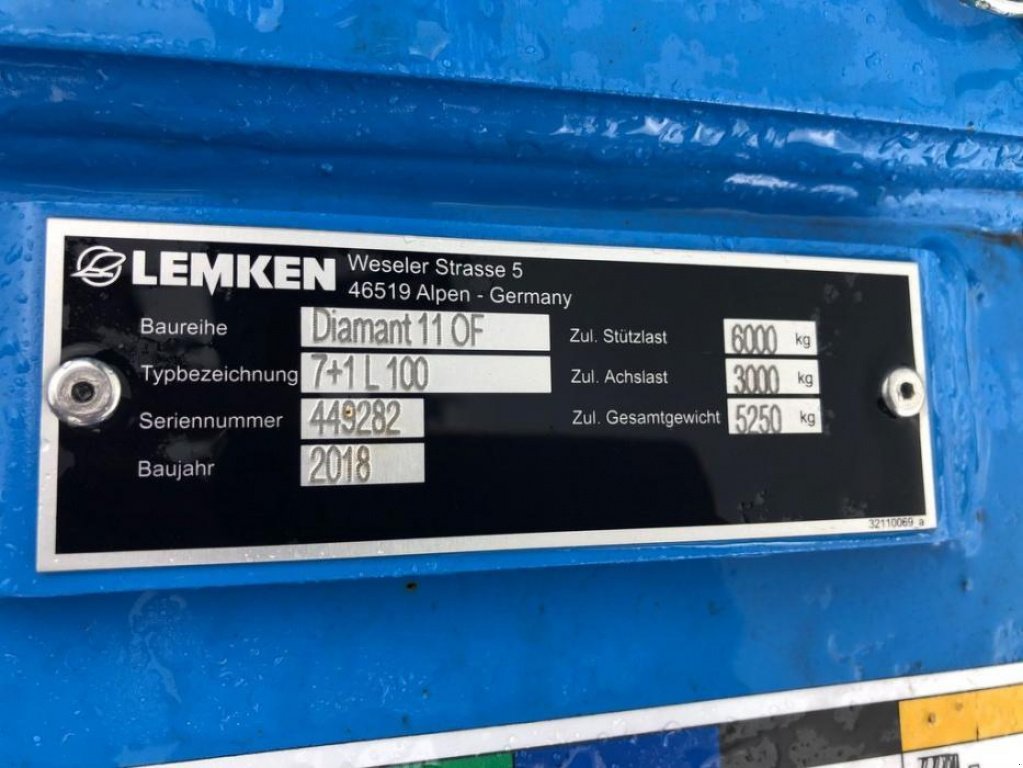 LEMKEN
Weseler Strasse 5
46519 Alpen - Germany
Baureihe Diamant 11 OF
Typbezeichnung 7+1 L 100
Seriennummer 449282
Baujahr 2018
Zul. Stützlast 6000 kg
Zul. Achslast 3000 kg
Zul. Gesamtgewicht 5250 kg
32110069_a